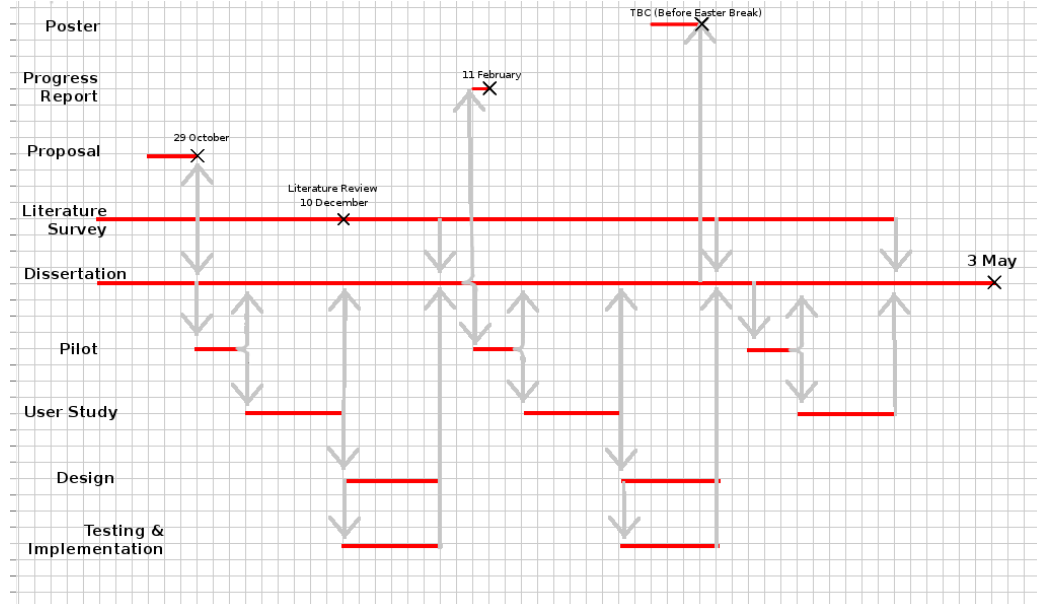 TBC (Before Easter Break)
Poster
11 February
Progress
Report
29 October
Proposal
Literature Review
10 December
Literature
Survey
3 May
Dissertation
Pilot
User Study
Design
Testing &
Implementation